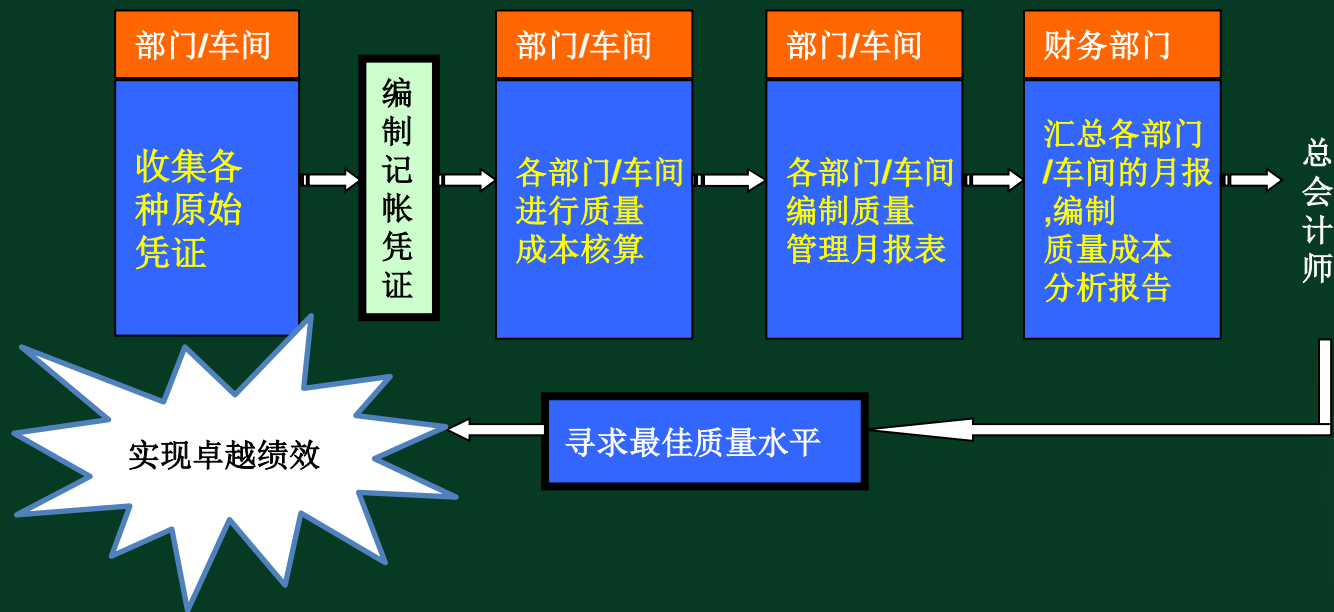 部门/车间
收集各
种原始
凭证
编
制
记
帐
凭
证
部门/车间
各部门/车间
进行质量
成本核算
部门/车间
各部门/车间
编制质量
管理月报表
财务部门
汇总各部门
/车间的月报
,编制
质量成本
分析报告
总
会
计
师
寻求最佳质量水平
实现卓越绩效